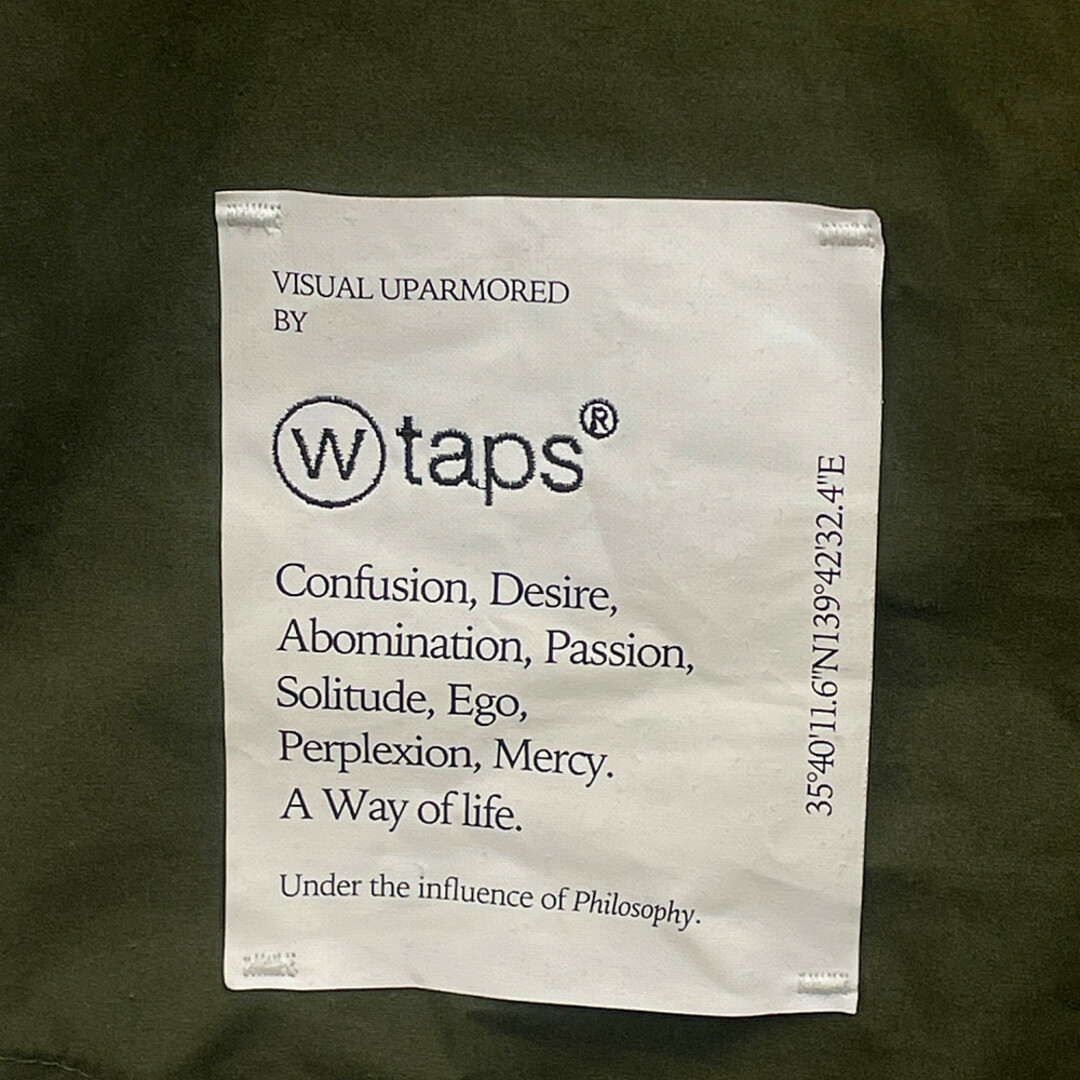 VISUAL UPARMORED
BY
Wtaps®
Confusion, Desire,
Abomination, Passion,
Solitude, Ego,
Perplexion, Mercy.
A Way of life.
Under the influence of Philosophy.
35°40'11.6"N139°42'32.4"E